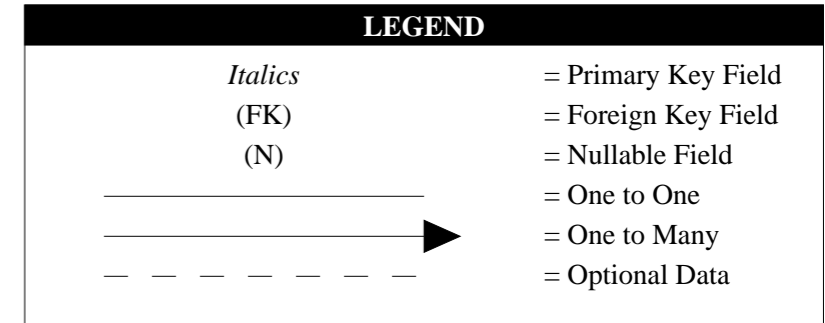 LEGEND
Italics = Primary Key Field
(FK) = Foreign Key Field
(N) = Nullable Field
= One to One
= One to Many
= Optional Data